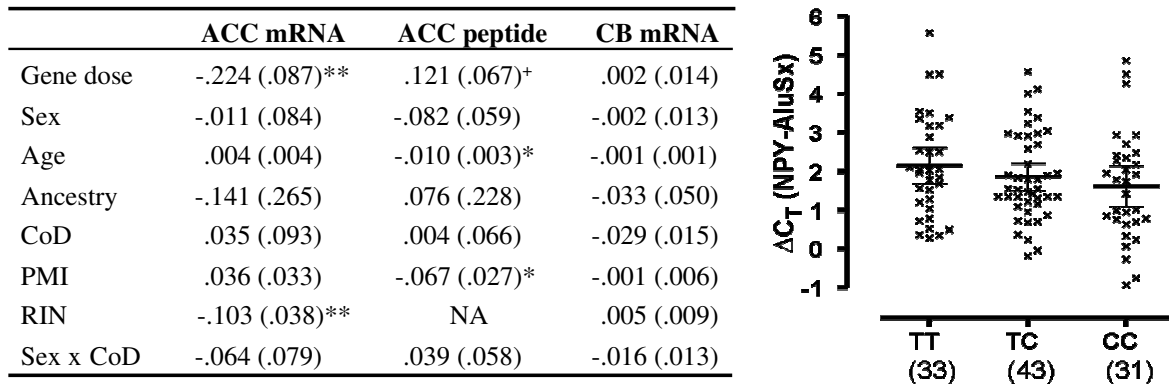 ACC mRNA ACC peptide CB mRNA
Gene dose -.224 (.087)** .121 (.067)⁺ .002 (.014)
Sex -.011 (.084) -.082 (.059) -.002 (.013)
Age .004 (.004) -.010 (.003)* -.001 (.001)
Ancestry -.141 (.265) .076 (.228) -.033 (.050)
CoD .035 (.093) .004 (.066) -.029 (.015)
PMI .036 (.033) -.067 (.027)* -.001 (.006)
RIN -.103 (.038)** NA .005 (.009)
Sex x CoD -.064 (.079) .039 (.058) -.016 (.013)
ΔC_T (NPY-AluSx)
6
5
4
3
2
1
0
-1
TT TC CC
(33) (43) (31)